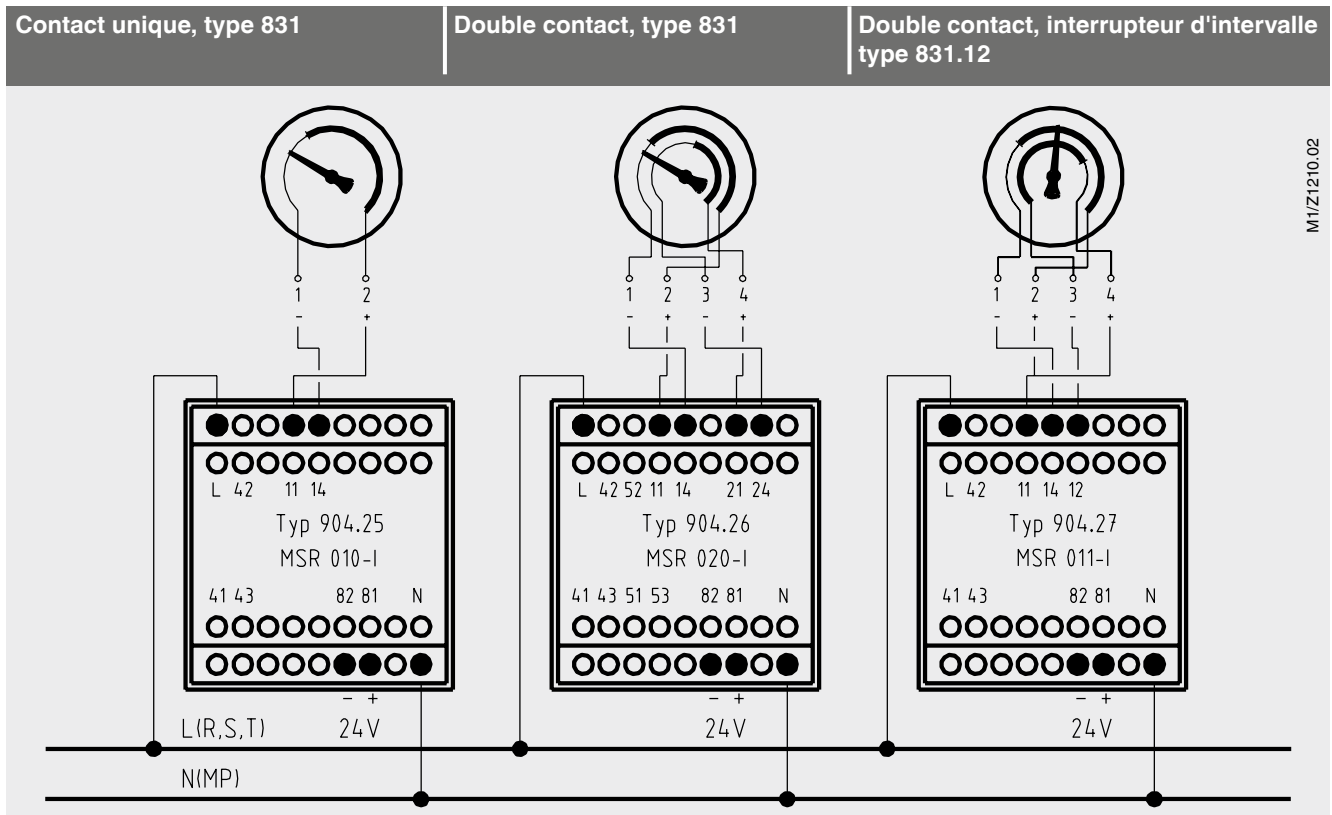 Contact unique, type 831
Double contact, type 831
Double contact, interrupteur d'intervalle
type 831.12
M1/Z1210.02
1 2
- +
1 2 3 4
- + - +
1 2 3 4
- + - +
L 42 11 14
Typ 904.25
MSR 010-I
41 43 82 81 N
- +
24V
L 42 52 11 14 21 24
Typ 904.26
MSR 020-I
41 43 51 53 82 81 N
- +
24V
L 42 11 14 12
Typ 904.27
MSR 011-I
41 43 82 81 N
- +
24V
L(R,S,T)
N(MP)